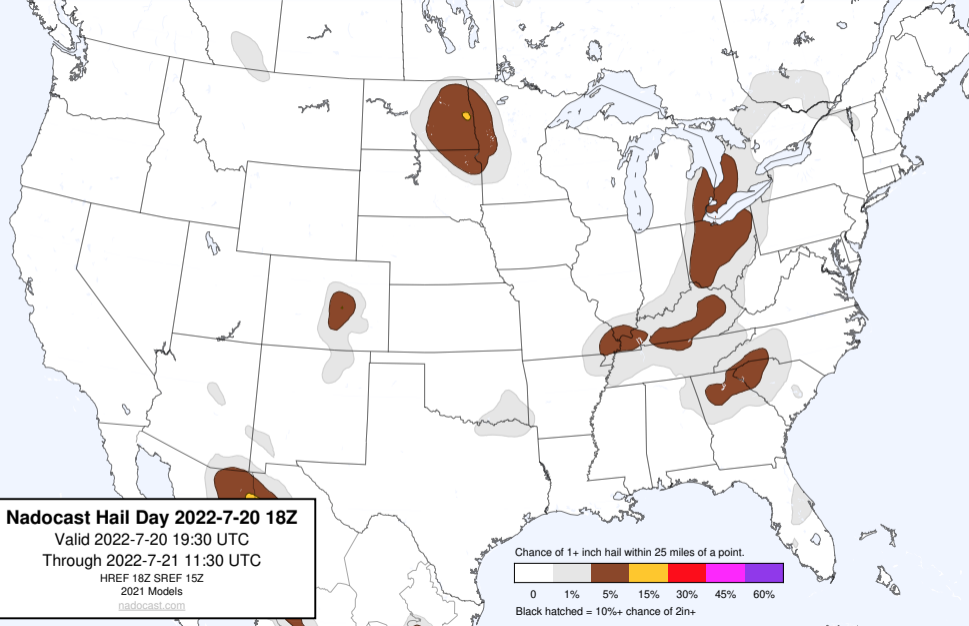 Nadocast Hail Day 2022-7-20 18Z
Valid 2022-7-20 19:30 UTC
Through 2022-7-21 11:30 UTC
HREF 18Z SREF 15Z
2021 Models
nadocast.com
Chance of 1+ inch hail within 25 miles of a point.
0 1% 5% 15% 30% 45% 60%
Black hatched = 10%+ chance of 2in+